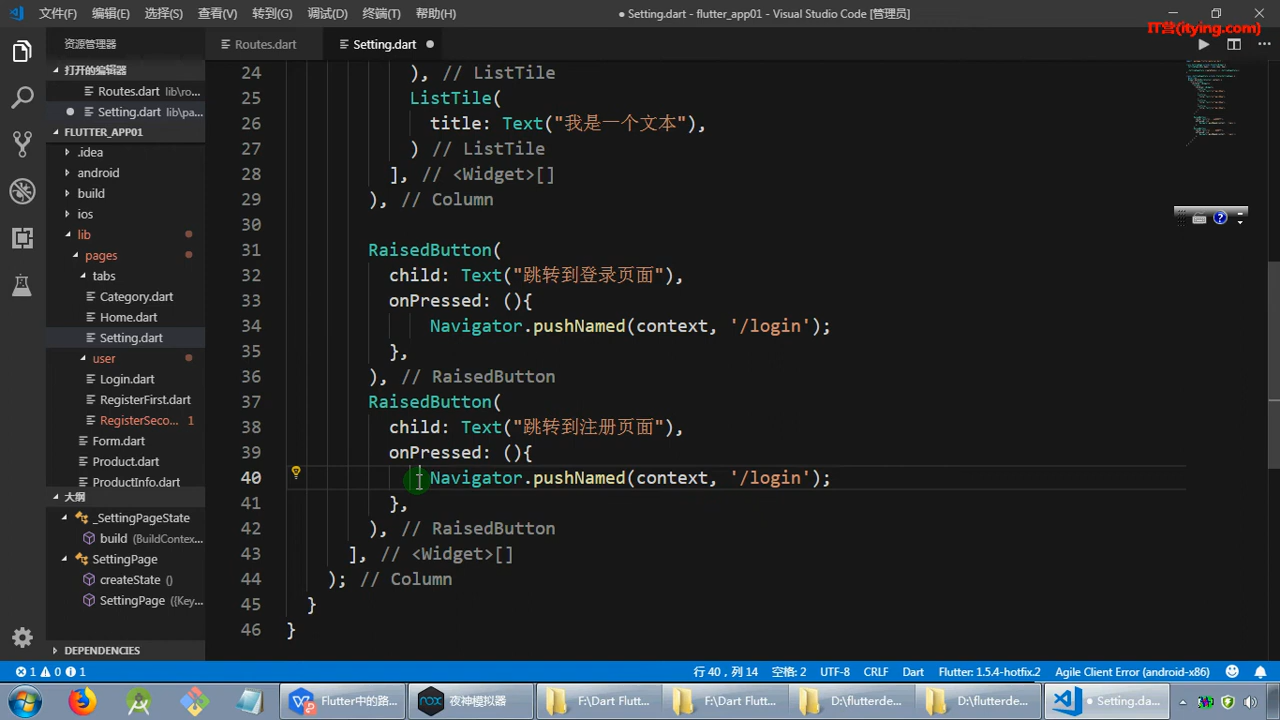 文件(F) 编辑(E) 选择(S) 查看(V) 转到(G) 调试(D) 终端(T) 帮助(H) ● Setting.dart - flutter_app01 - Visual Studio Code [管理员]
IT营(itying.com)
资源管理器
Routes.dart
Setting.dart
打开的编辑器
Routes.dart lib\ro...
Setting.dart lib\pa...
FLUTTER_APP01
.idea
android
build
ios
lib
pages
tabs
Category.dart
Home.dart
Setting.dart
user
Login.dart
RegisterFirst.dart
RegisterSeco... 1
Form.dart
Product.dart
ProductInfo.dart
大纲
_SettingPageState
build (BuildContex...
SettingPage
createState ()
SettingPage ({Key...
DEPENDENCIES
24 ), // ListTile
25 ListTile(
26 title: Text("我是一个文本"),
27 ) // ListTile
28 ], // <Widget>[]
29 ), // Column
30
31 RaisedButton(
32 child: Text("跳转到登录页面"),
33 onPressed: (){
34 Navigator.pushNamed(context, '/login');
35 },
36 ), // RaisedButton
37 RaisedButton(
38 child: Text("跳转到注册页面"),
39 onPressed: (){
40 Navigator.pushNamed(context, '/login');
41 },
42 ), // RaisedButton
43 ], // <Widget>[]
44 ); // Column
45 }
46 }
1 0 1 行 40，列 14 空格: 2 UTF-8 CRLF Dart Flutter: 1.5.4-hotfix.2 Agile Client Error (android-x86)
Flutter中的路... 夜神模拟器 F:\Dart Flutt... F:\Dart Flutt... D:\flutterde... D:\flutterde... ● Setting.da...